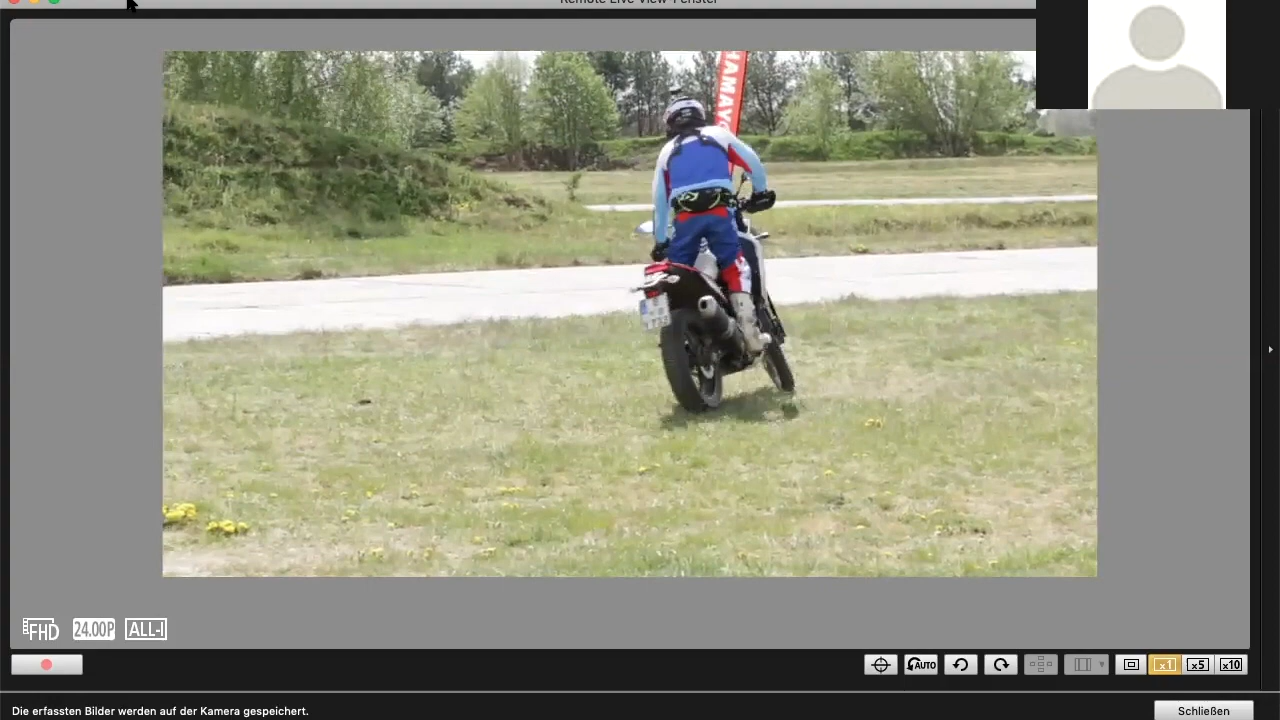 Remote Live View-Fenster
FHD
24.00P
ALL-I
AUTO
x1
x5
x10
Die erfassten Bilder werden auf der Kamera gespeichert.
Schließen